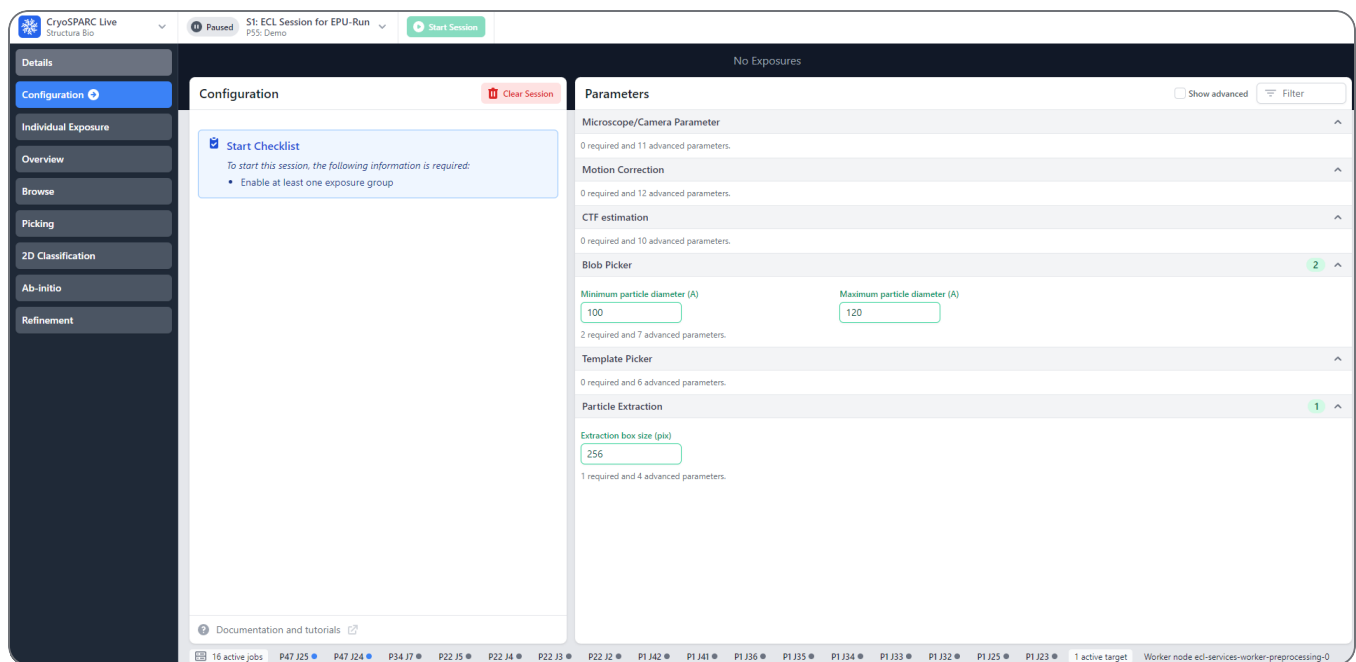 CryoSPARC Live
Structura Bio
Paused
S1: ECL Session for EPU-Run
P55: Demo
Start Session
Details
Configuration
Individual Exposure
Overview
Browse
Picking
2D Classification
Ab-initio
Refinement
No Exposures
Configuration
Clear Session
Start Checklist
To start this session, the following information is required:
• Enable at least one exposure group
Documentation and tutorials
Parameters
Show advanced
Filter
Microscope/Camera Parameter
0 required and 11 advanced parameters.
Motion Correction
0 required and 12 advanced parameters.
CTF estimation
0 required and 10 advanced parameters.
Blob Picker 2
Minimum particle diameter (A) Maximum particle diameter (A)
100 120
2 required and 7 advanced parameters.
Template Picker
0 required and 6 advanced parameters.
Particle Extraction 1
Extraction box size (pix)
256
1 required and 4 advanced parameters.
16 active jobs P47 J25 P47 J24 P34 J7 P22 J5 P22 J4 P22 J3 P22 J2 P1 J42 P1 J41 P1 J36 P1 J35 P1 J34 P1 J33 P1 J32 P1 J25 P1 J23 1 active target Worker node ecl-services-worker-preprocessing-0